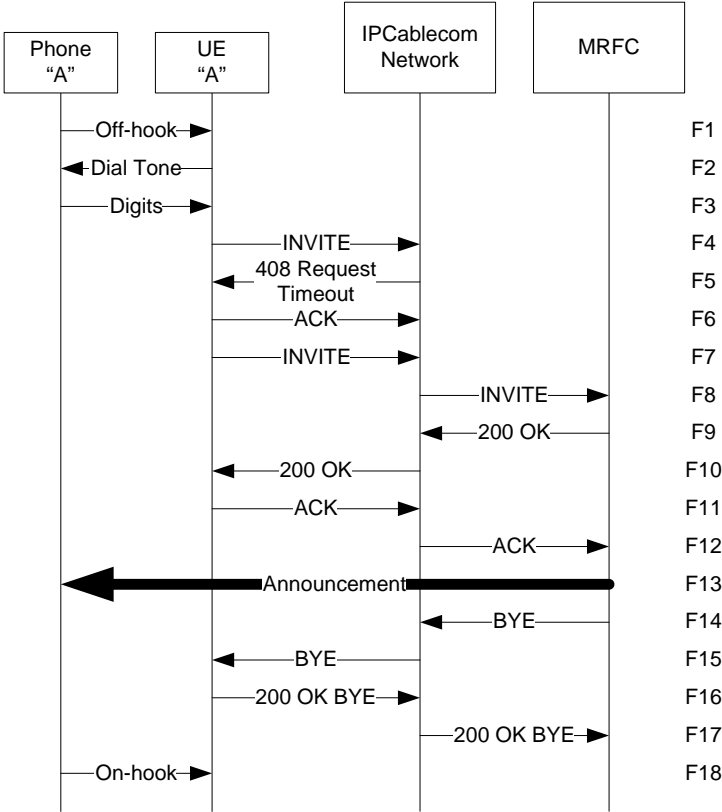 Phone
“A”
UE
“A”
IPCablecom
Network
MRFC
Off-hook
F1
Dial Tone
F2
Digits
F3
INVITE
F4
408 Request
Timeout
F5
ACK
F6
INVITE
F7
INVITE
F8
200 OK
F9
200 OK
F10
ACK
F11
ACK
F12
Announcement
F13
BYE
F14
BYE
F15
200 OK BYE
F16
200 OK BYE
F17
On-hook
F18